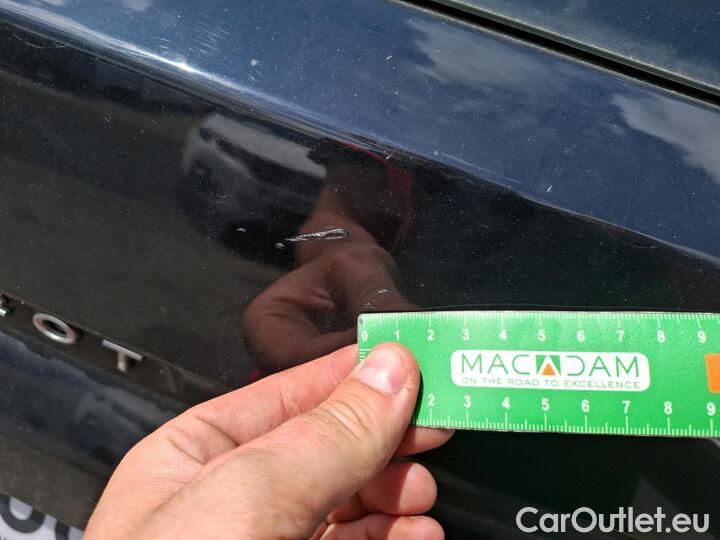 EOT
0 1 2 3 4 5 6 7 8 9
MACADAM
ON THE ROAD TO EXCELLENCE
2 3 4 5 6 7 8 9
CarOutlet.eu